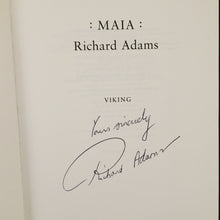 : MAIA :
Richard Adams
VIKING
Yours sincerely
Richard Adams